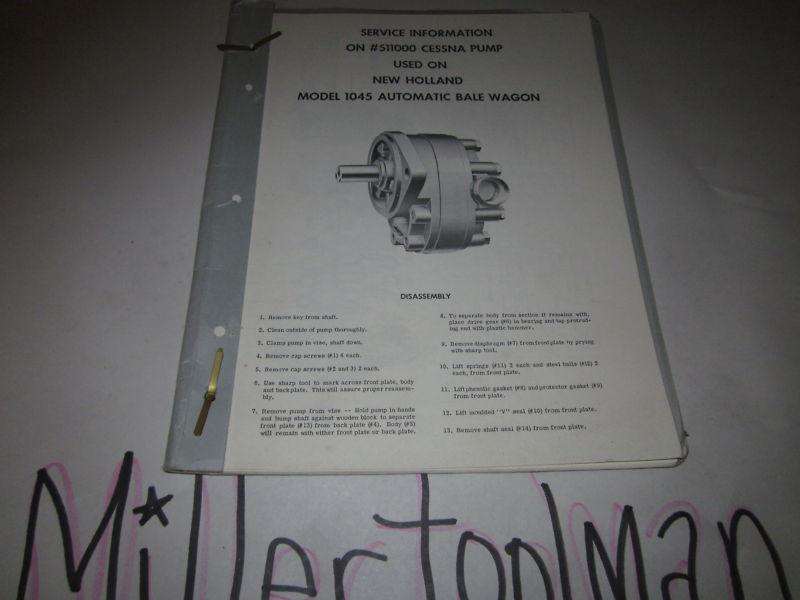 SERVICE INFORMATION
ON #511000 CESSNA PUMP
USED ON
NEW HOLLAND
MODEL 1045 AUTOMATIC BALE WAGON
DISASSEMBLY
1. Remove key from shaft.
2. Clean outside of pump thoroughly.
3. Clamp pump in vise, shaft down.
4. Remove cap screws (#1) 4 each.
5. Remove cap screws (#2 and 3) 2 each.
6. Use sharp tool to mark across front plate, body
and back plate. This will assure proper reassem-
bly.
7. Remove pump from vise -- Hold pump in hands
and bump shaft against wooden block to separate
front plate (#13) from back plate (#4). Body (#5)
will remain with either front plate or back plate.
8. To separate body from section it remains with,
place drive gear (#6) in bearing and tap protrud-
ing end with plastic hammer.
9. Remove diaphragm (#7) from front plate by prying
with sharp tool.
10. Lift springs (#11) 2 each and steel balls (#12) 2
each, from front plate.
11. Lift phenolic gasket (#8) and protector gasket (#9)
from front plate.
12. Lift moulded "V" seal (#10) from front plate.
13. Remove shaft seal (#14) from front plate.
Miller toolman